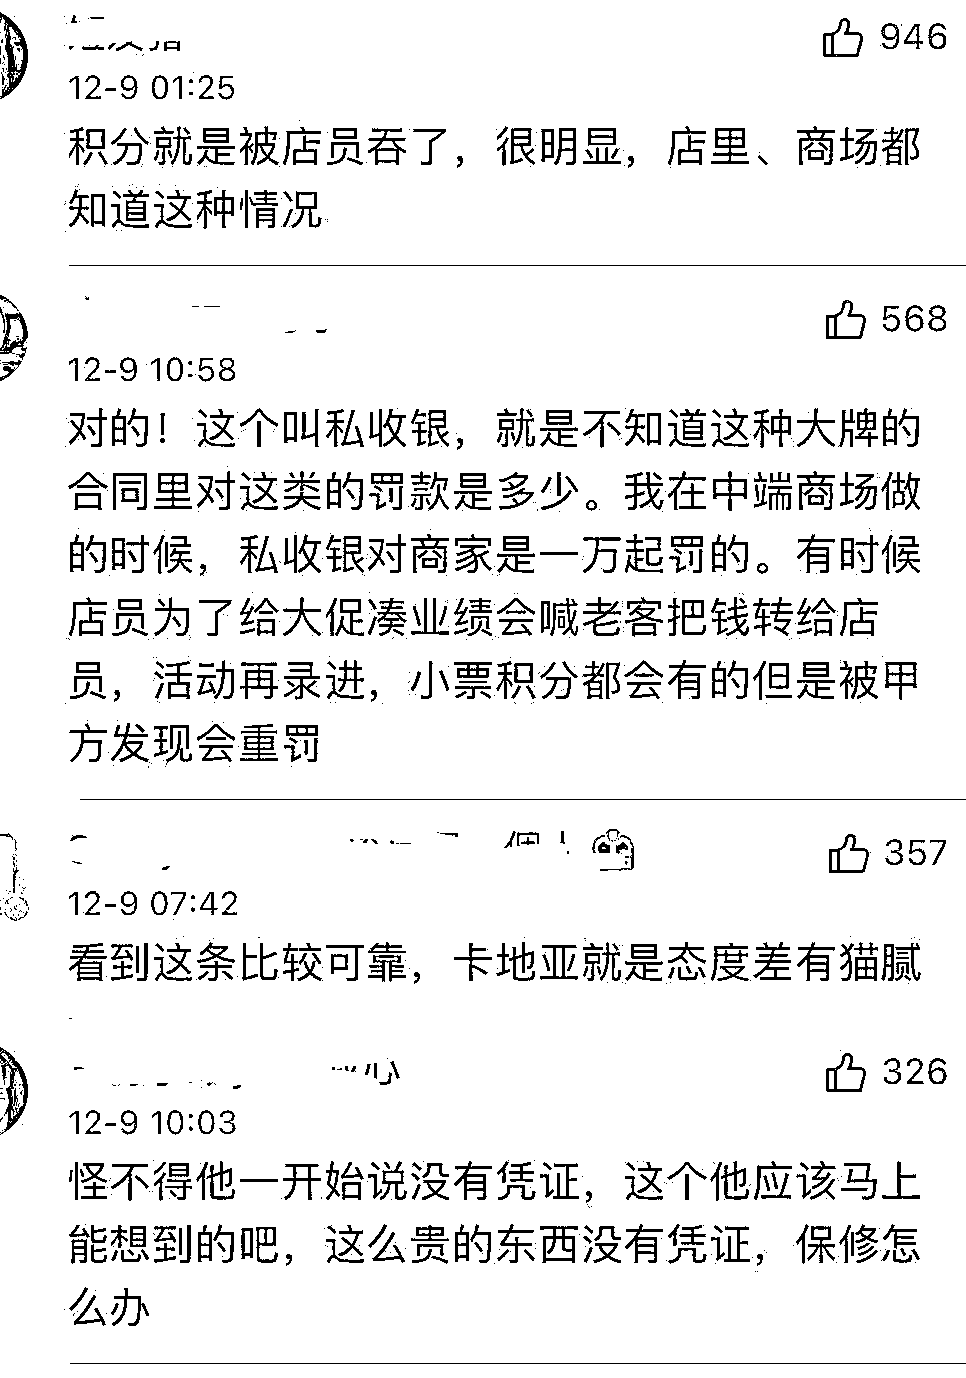 946
12-9 01:25
积分就是被店员吞了，很明显，店里、商场都
知道这种情况
568
12-9 10:58
对的！这个叫私收银，就是不知道这种大牌的
合同里对这类的罚款是多少。我在中端商场做
的时候，私收银对商家是一万起罚的。有时候
店员为了给大促凑业绩会喊老客把钱转给店
员，活动再录进，小票积分都会有的但是被甲
方发现会重罚
357
12-9 07:42
看到这条比较可靠，卡地亚就是态度差有猫腻
326
12-9 10:03
怪不得他一开始说没有凭证，这个他应该马上
能想到的吧，这么贵的东西没有凭证，保修怎
么办